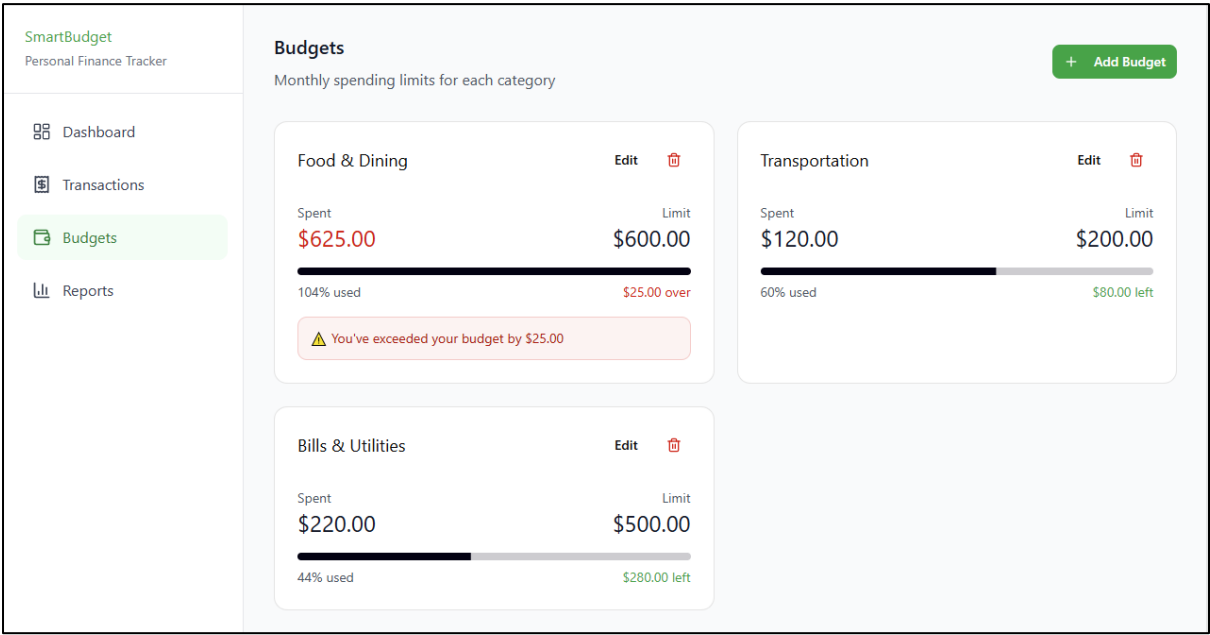 SmartBudget
Personal Finance Tracker
Dashboard
Transactions
Budgets
Reports
Budgets
Monthly spending limits for each category
+ Add Budget
Food & Dining Edit
Spent Limit
$625.00 $600.00
104% used $25.00 over
You've exceeded your budget by $25.00
Transportation Edit
Spent Limit
$120.00 $200.00
60% used $80.00 left
Bills & Utilities Edit
Spent Limit
$220.00 $500.00
44% used $280.00 left